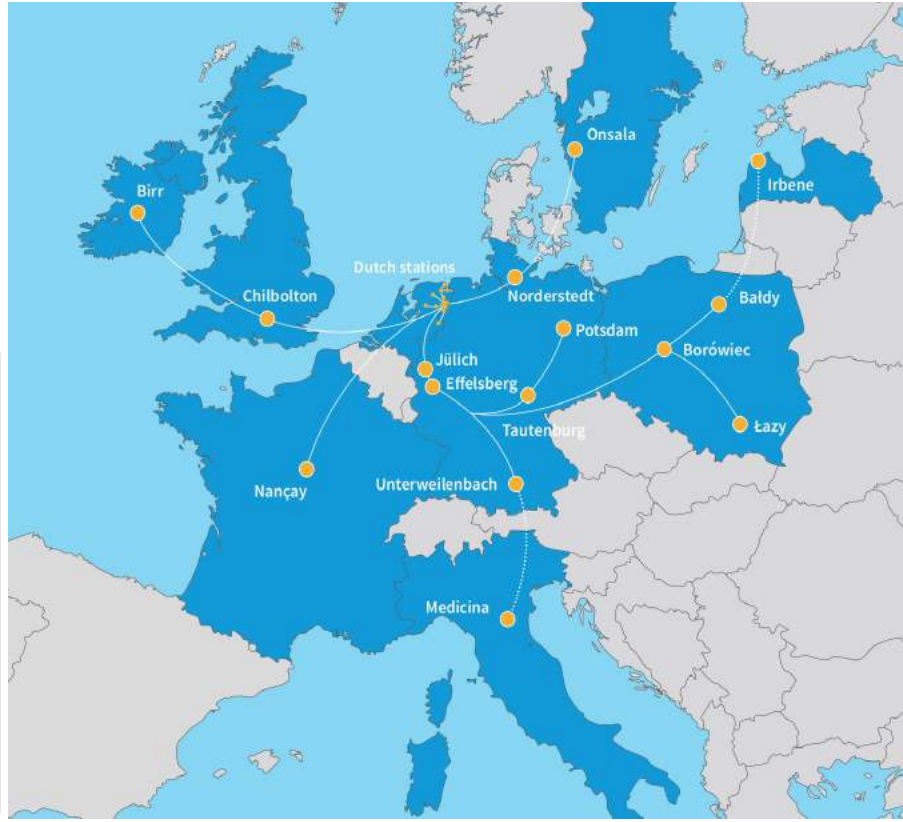 Onsala
Irbene
Birr
Dutch stations
Chilbolton
Norderstedt
Bałdy
Potsdam
Borówiec
Jülich
Effelsberg
Łazy
Tautenburg
Nançay
Unterweilenbach
Medicina